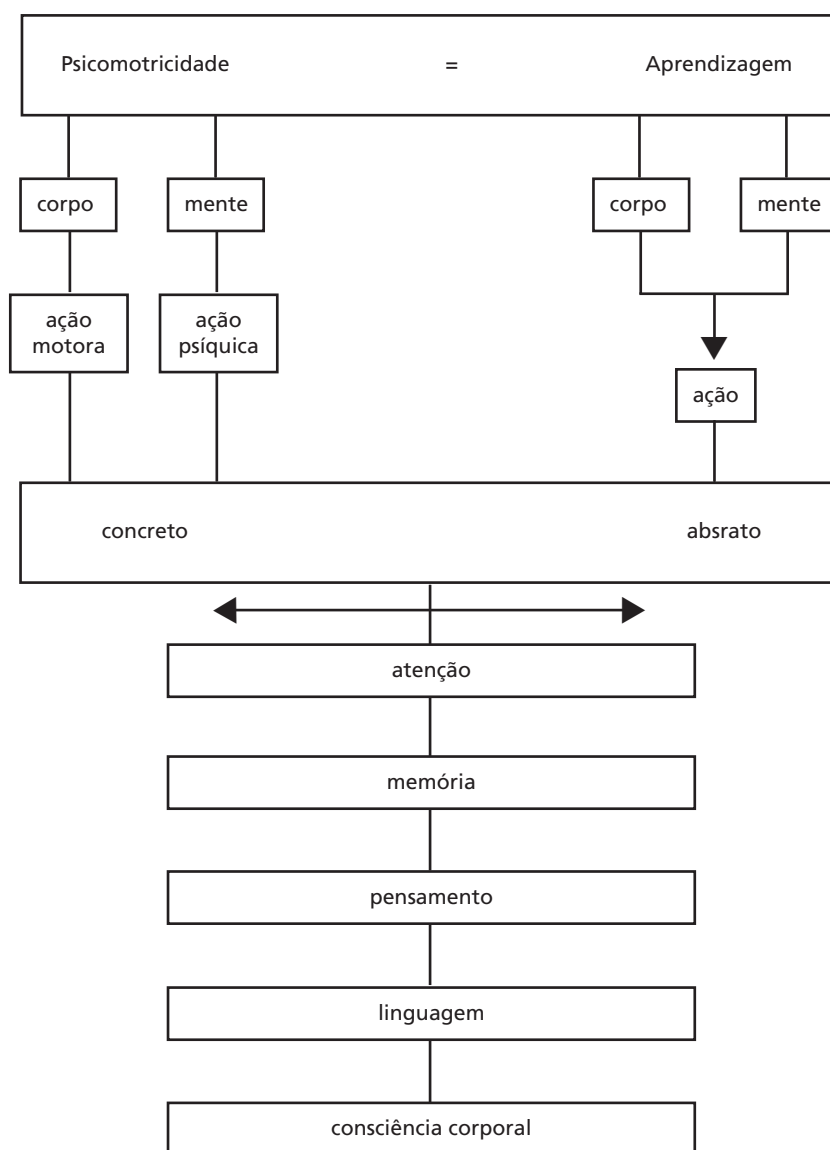 Psicomotricidade = Aprendizagem
corpo mente corpo mente
ação
motora
ação
psíquica
ação
concreto absrato
atenção
memória
pensamento
linguagem
consciência corporal